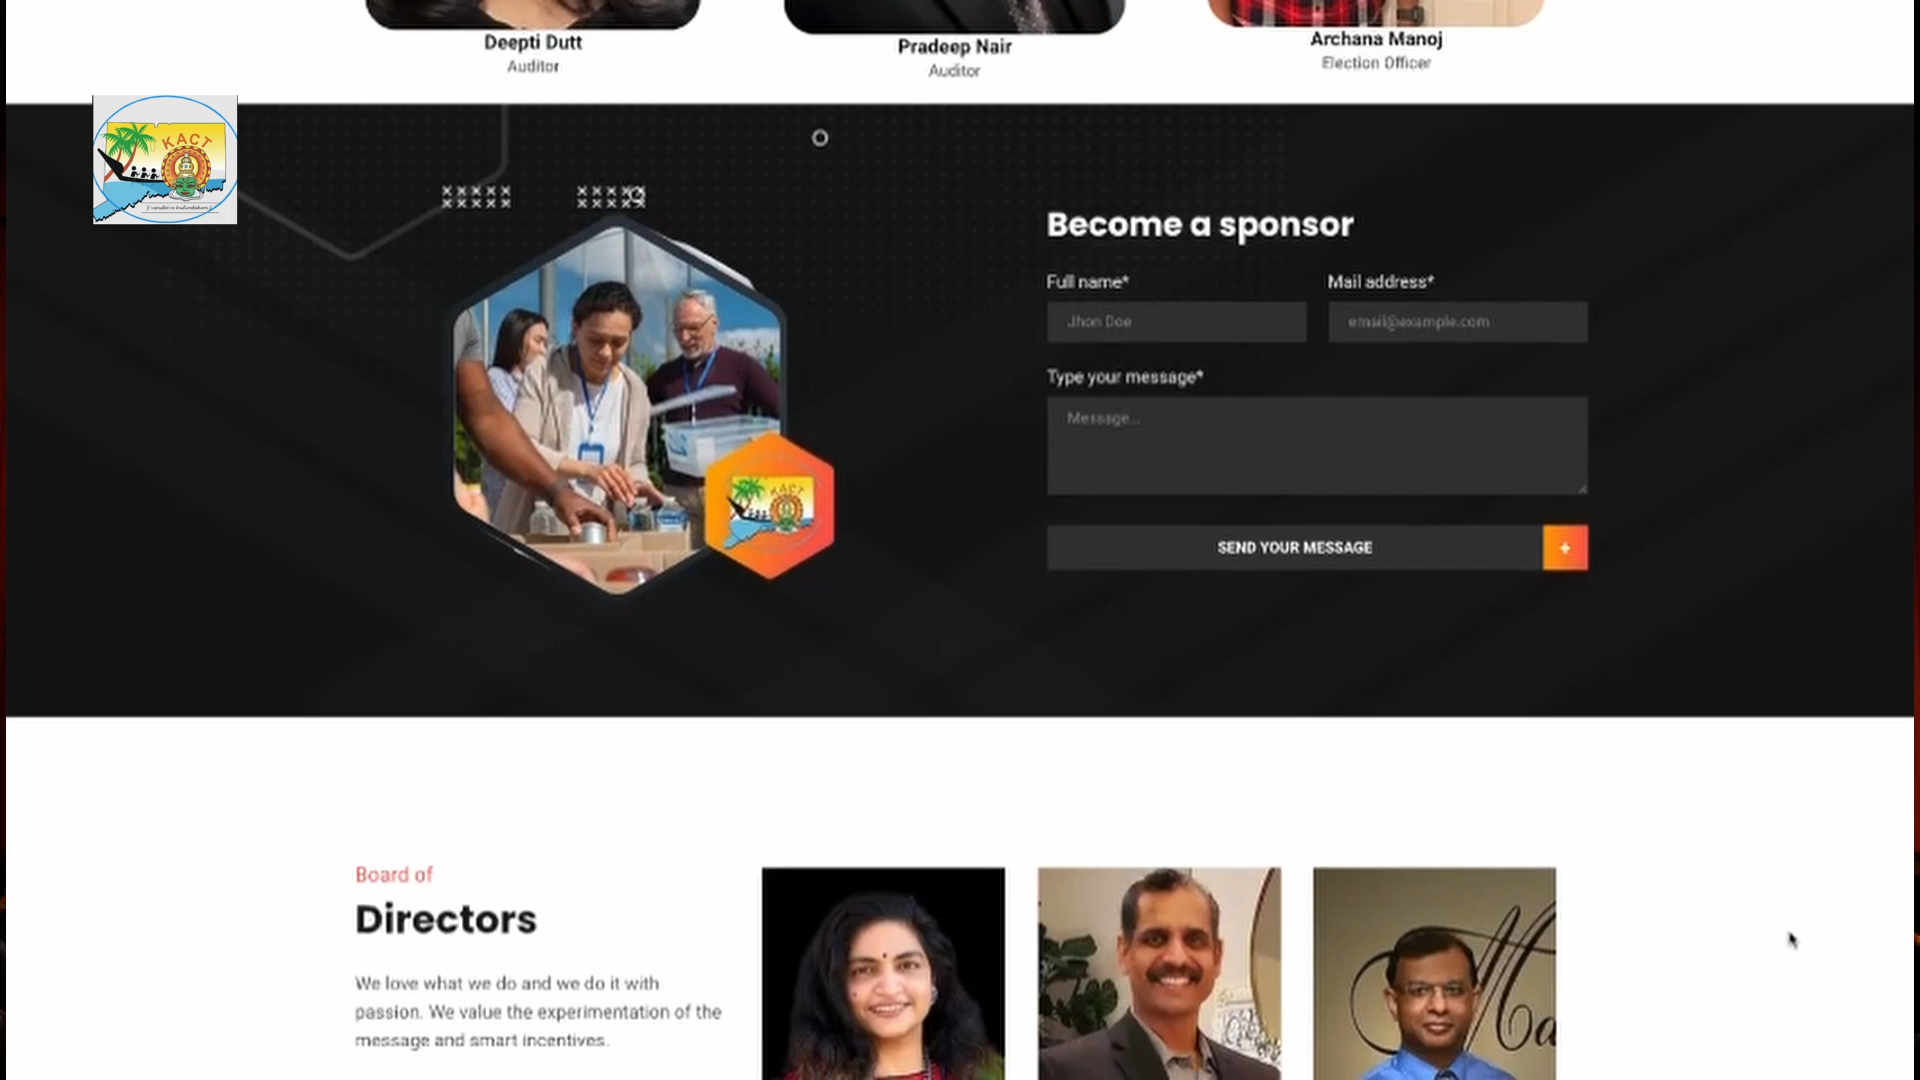 Deepti Dutt
Auditor
Pradeep Nair
Auditor
Archana Manoj
Election Officer
KACT
Become a sponsor
Full name*
Mail address*
Jhon Doe
email@example.com
Type your message*
Message...
SEND YOUR MESSAGE
+
KACT
Board of
Directors
We love what we do and we do it with
passion. We value the experimentation of the
message and smart incentives.
Ma